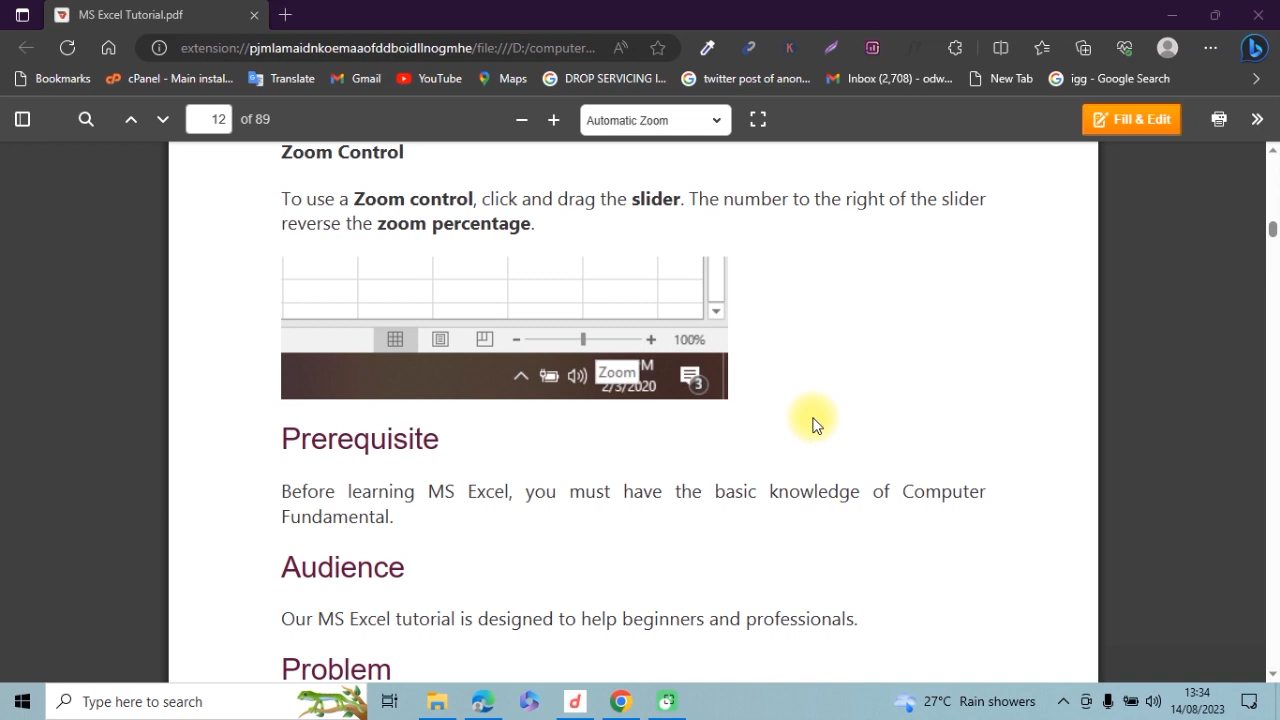 MS Excel Tutorial.pdf
extension://pjmlamaidnkoemaaofddboidllnogmhe/file:///D:/computer...
Bookmarks
cPanel - Main instal...
Translate
Gmail
YouTube
Maps
DROP SERVICING I...
twitter post of anon...
Inbox (2,708) - odw...
New Tab
igg - Google Search
12 of 89
Automatic Zoom
Fill & Edit
Zoom Control
To use a Zoom control, click and drag the slider. The number to the right of the slider
reverse the zoom percentage.
100%
Zoom M
2/3/2020
3
Prerequisite
Before learning MS Excel, you must have the basic knowledge of Computer
Fundamental.
Audience
Our MS Excel tutorial is designed to help beginners and professionals.
Problem
Type here to search
27°C Rain showers
13:34
14/08/2023